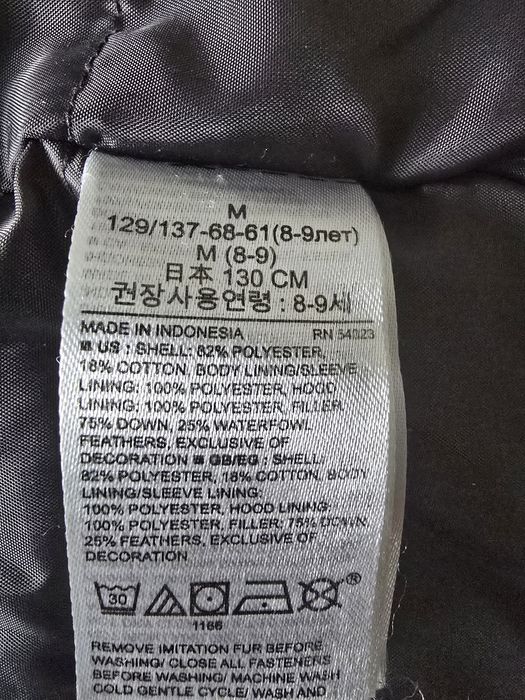 M
129/137-68-61(8-9лет)
M (8-9)
日本 130 CM
권장사용연령 : 8-9세
MADE IN INDONESIA RN 54023
US : SHELL: 82% POLYESTER,
18% COTTON, BODY LINING/SLEEVE
LINING: 100% POLYESTER, HOOD
LINING: 100% POLYESTER, FILLER:
75% DOWN, 25% WATERFOWL
FEATHERS, EXCLUSIVE OF
DECORATION ■ GB/EG : SHELL:
82% POLYESTER, 18% COTTON, BODY
LINING/SLEEVE LINING:
100% POLYESTER, HOOD LINING:
100% POLYESTER, FILLER: 75% DOWN,
25% FEATHERS, EXCLUSIVE OF
DECORATION
30 ®
1166
REMOVE IMITATION FUR BEFORE
WASHING/ CLOSE ALL FASTENERS
BEFORE WASHING/ MACHINE WASH
COLD GENTLE CYCLE/ WASH AND